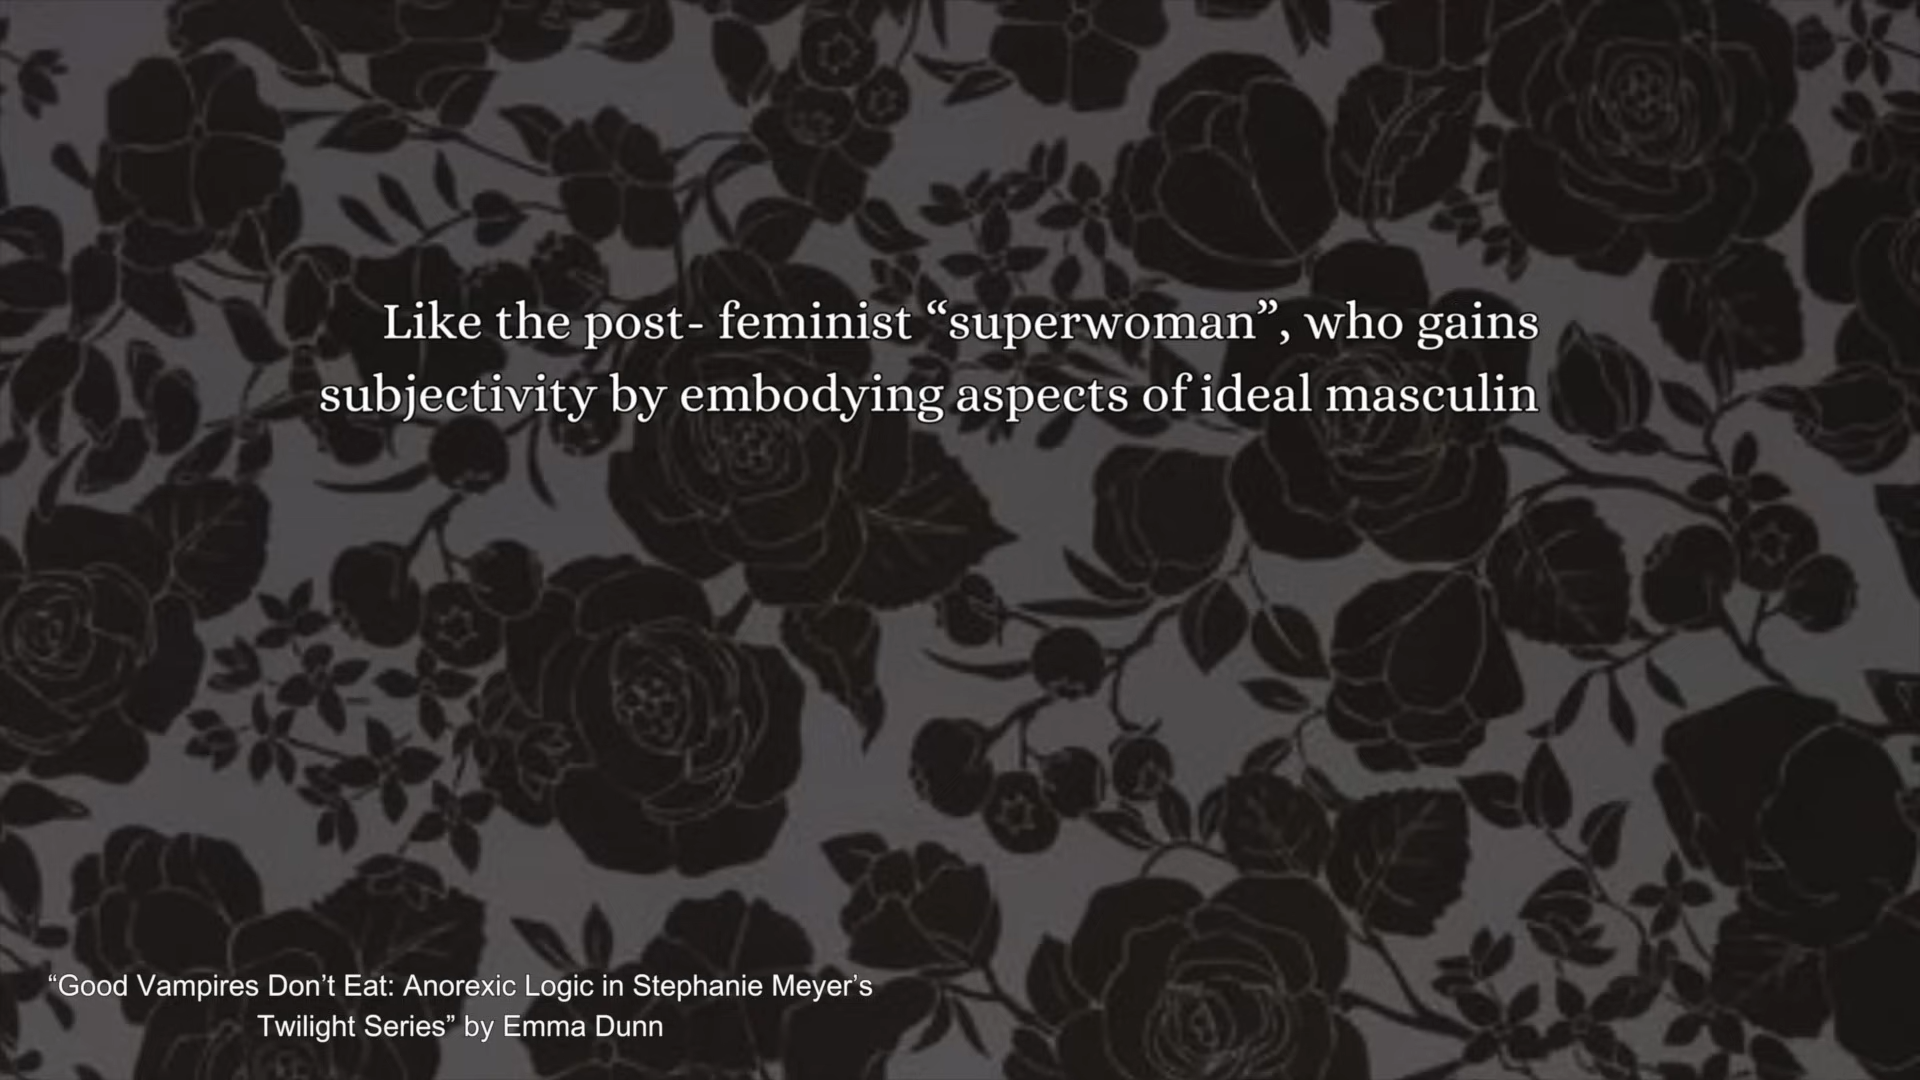 Like the post- feminist “superwoman”, who gains
subjectivity by embodying aspects of ideal masculin
“Good Vampires Don’t Eat: Anorexic Logic in Stephanie Meyer’s
Twilight Series” by Emma Dunn